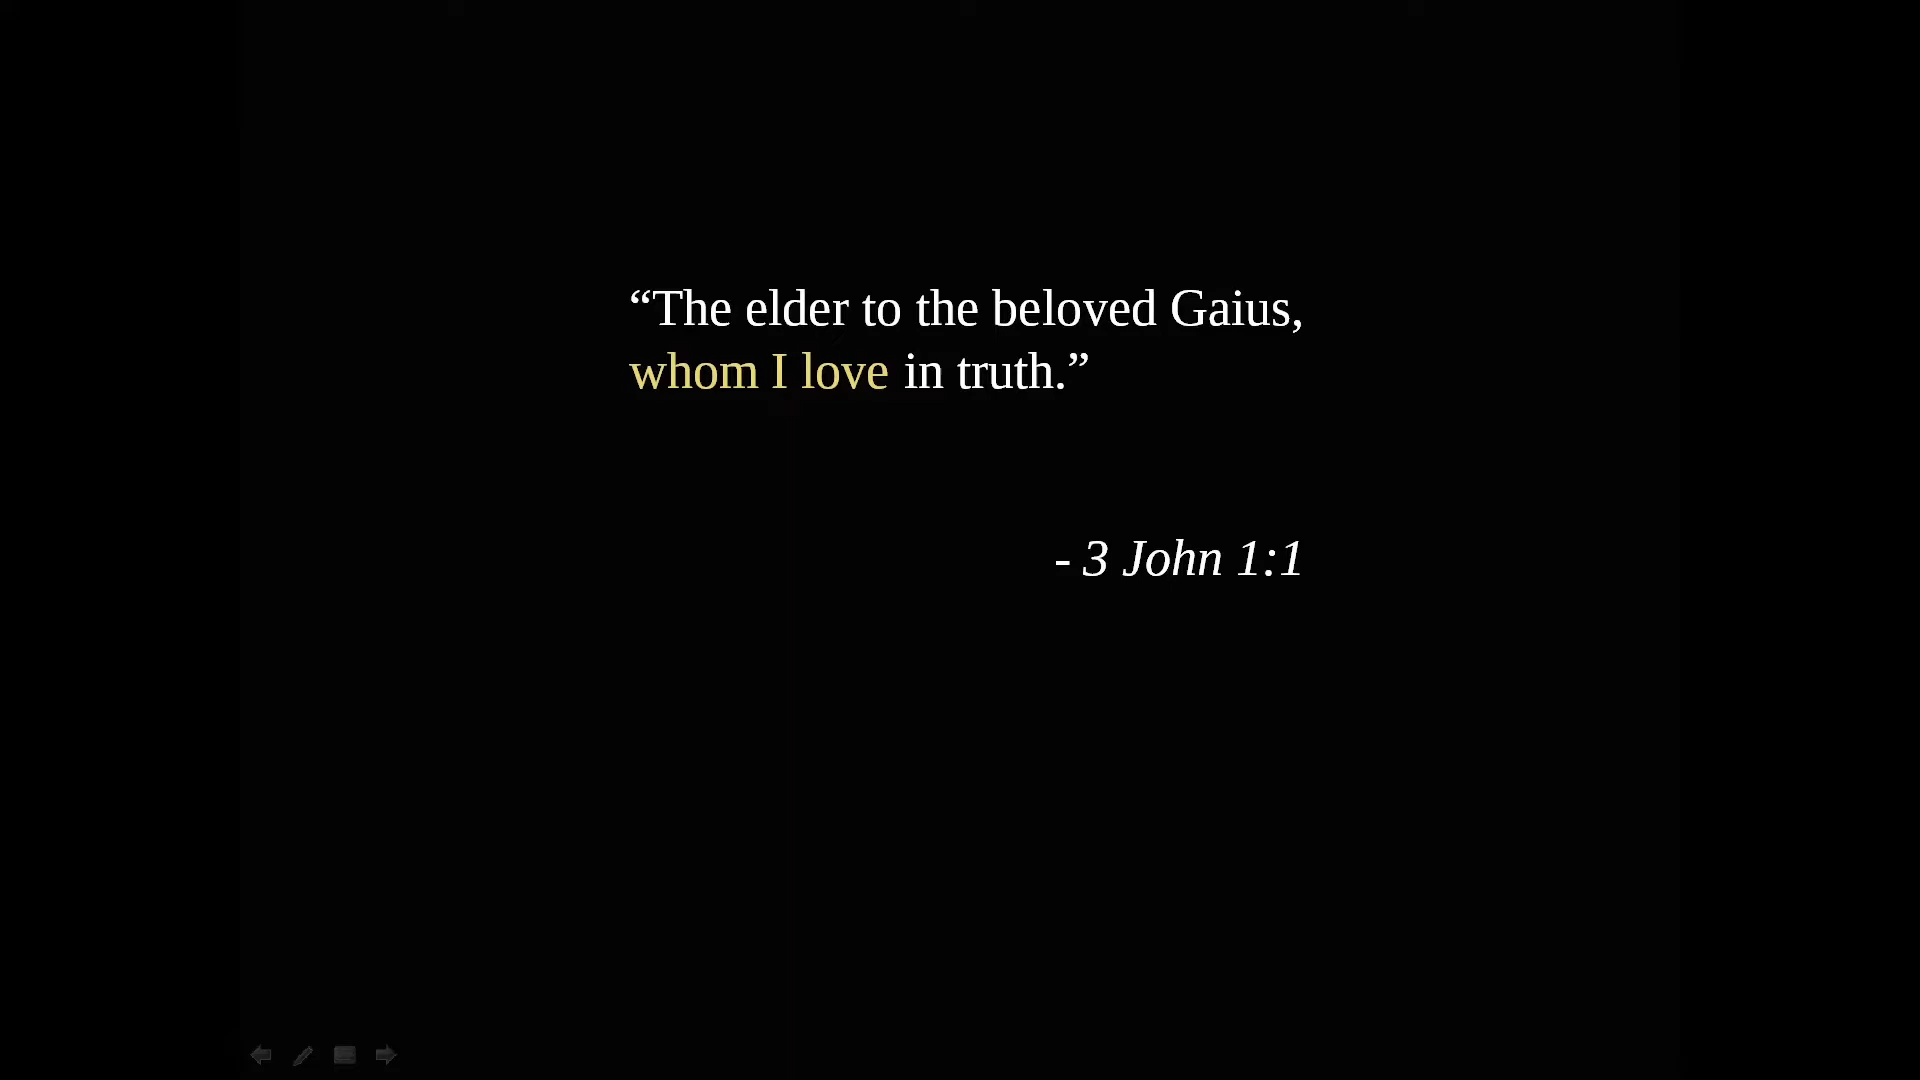 “The elder to the beloved Gaius,
whom I love in truth.”
- 3 John 1:1